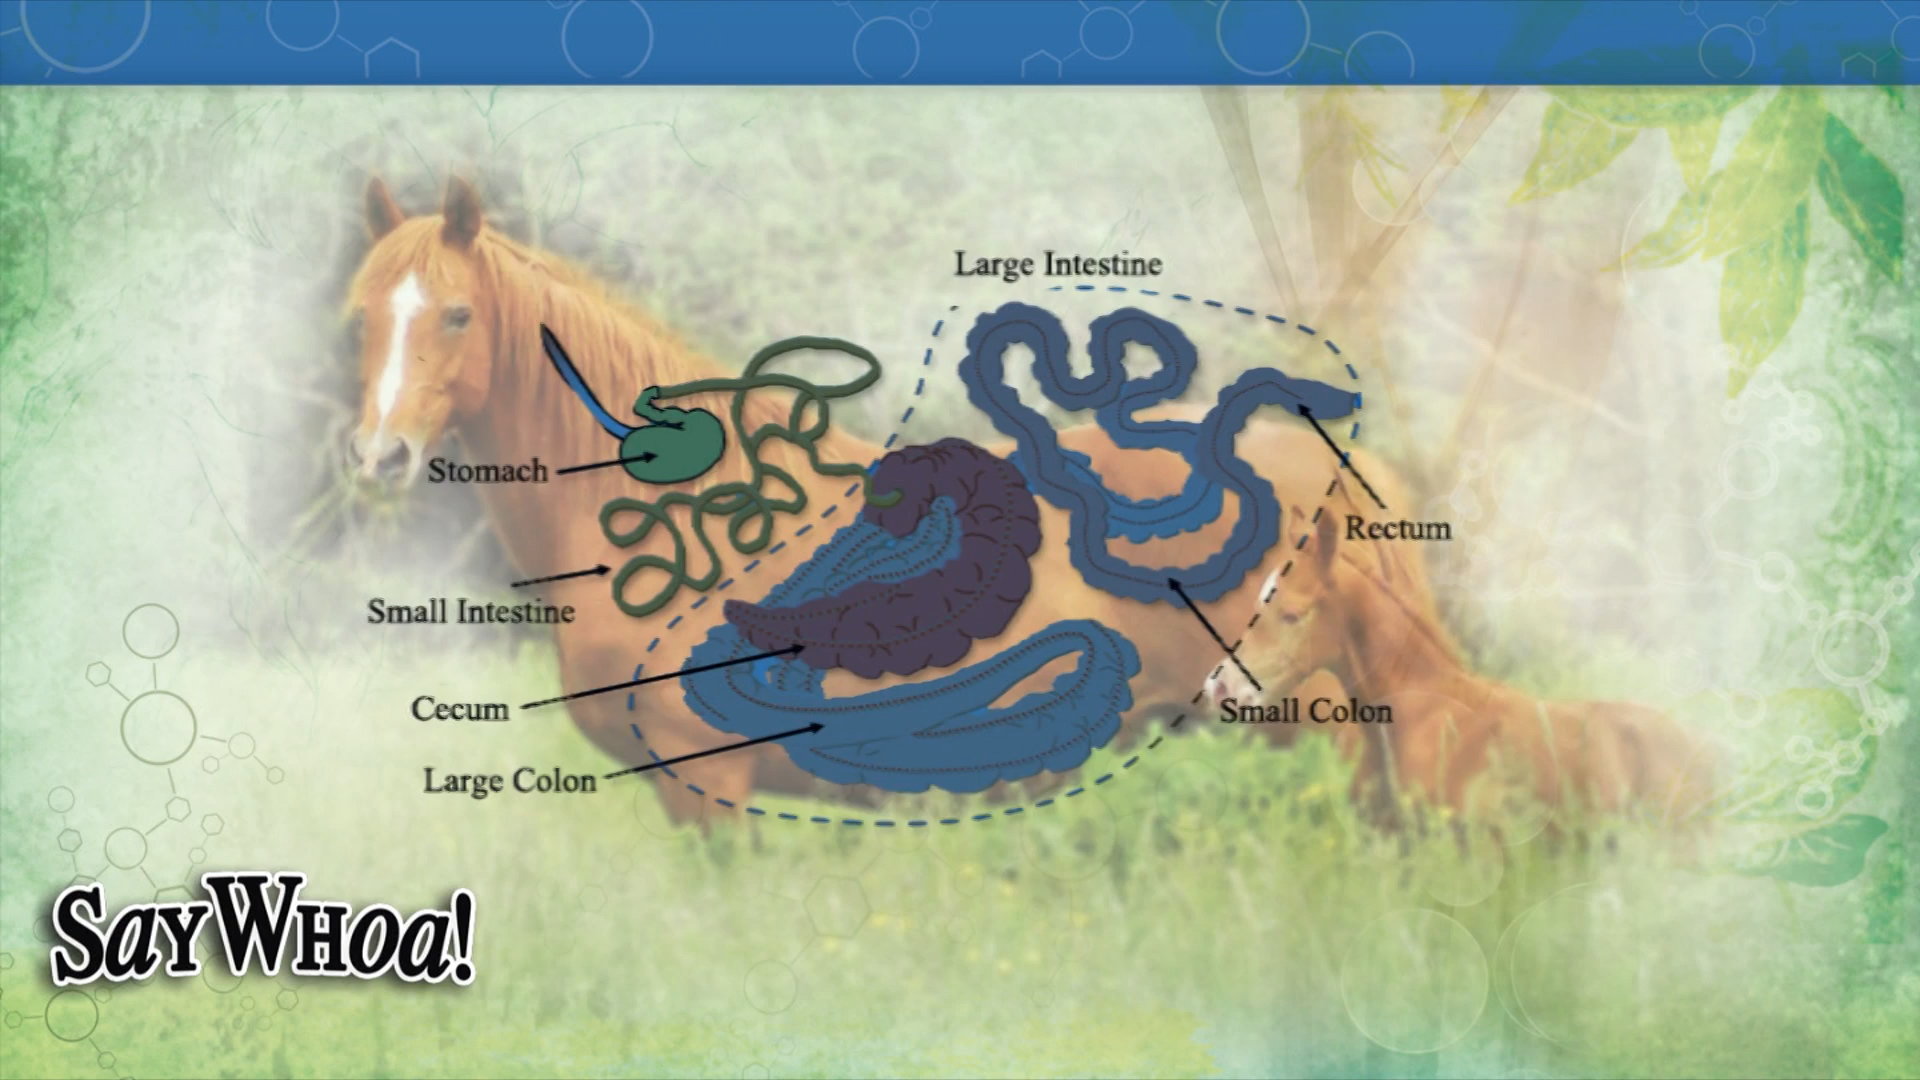 Large Intestine
Stomach
Rectum
Small Intestine
Cecum
Small Colon
Large Colon
SayWhoa!